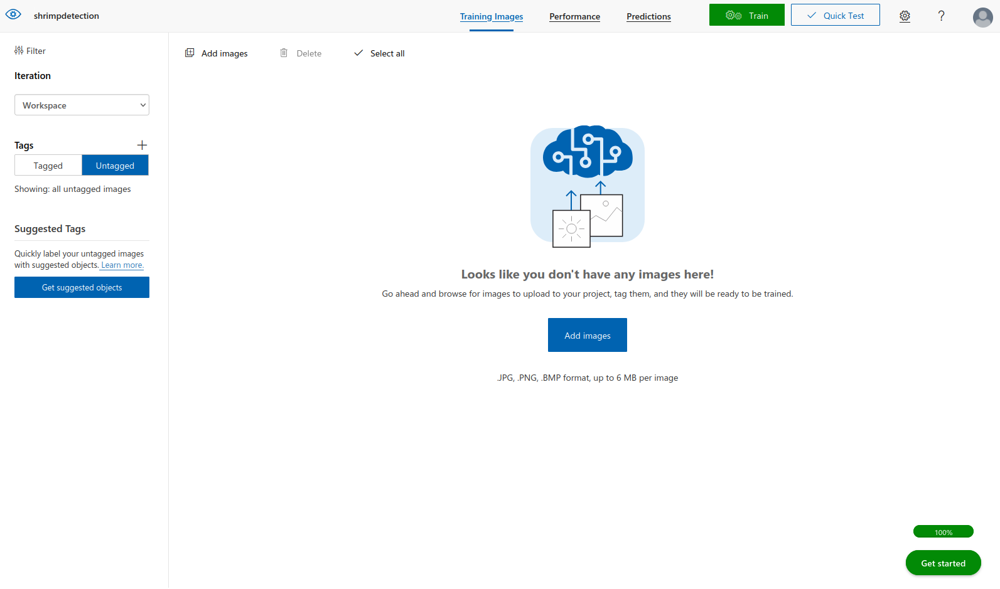 shrimpdetection
Training Images
Performance
Predictions
Train
Quick Test
?
Filter
Iteration
Workspace
Tags
Tagged
Untagged
Showing: all untagged images
Suggested Tags
Quickly label your untagged images
with suggested objects. Learn more.
Get suggested objects
Add images
Delete
Select all
Looks like you don't have any images here!
Go ahead and browse for images to upload to your project, tag them, and they will be ready to be trained.
Add images
.JPG, .PNG, .BMP format, up to 6 MB per image
100%
Get started